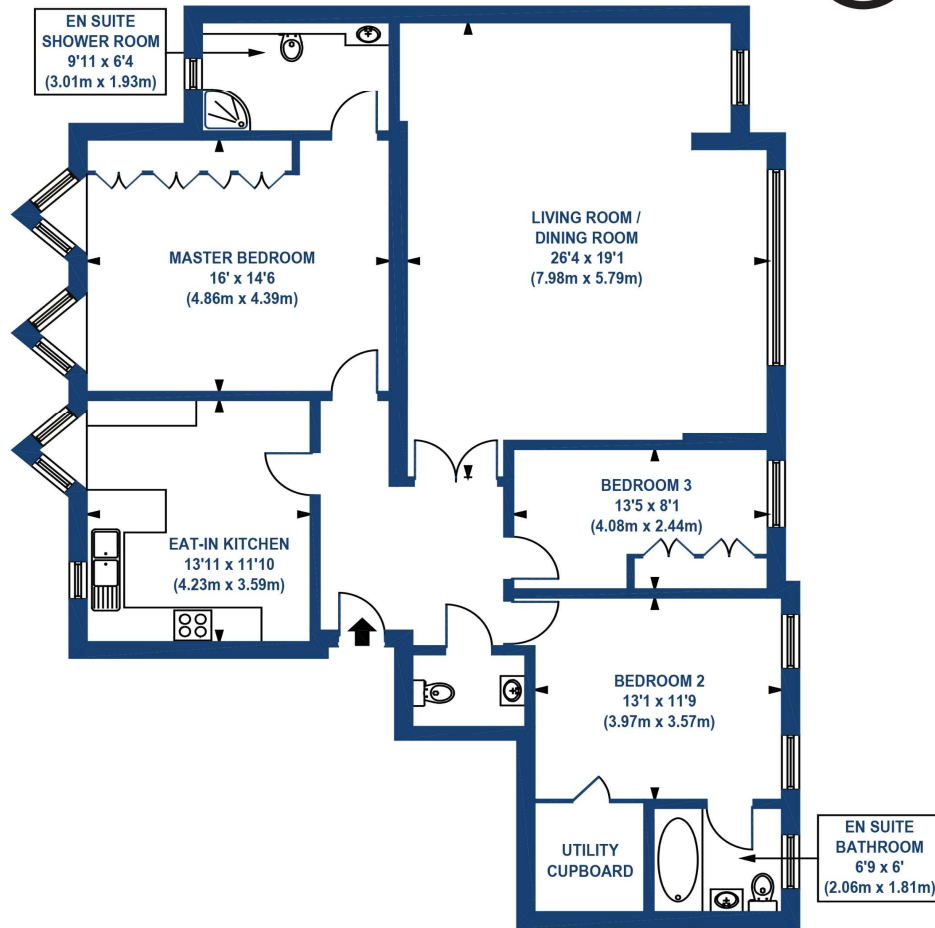 EN SUITE
SHOWER ROOM
9'11 x 6'4
(3.01m x 1.93m)
LIVING ROOM /
DINING ROOM
26'4 x 19'1
(7.98m x 5.79m)
MASTER BEDROOM
16' x 14'6
(4.86m x 4.39m)
BEDROOM 3
13'5 x 8'1
(4.08m x 2.44m)
EAT-IN KITCHEN
13'11 x 11'10
(4.23m x 3.59m)
BEDROOM 2
13'1 x 11'9
(3.97m x 3.57m)
UTILITY
CUPBOARD
EN SUITE
BATHROOM
6'9 x 6'
(2.06m x 1.81m)